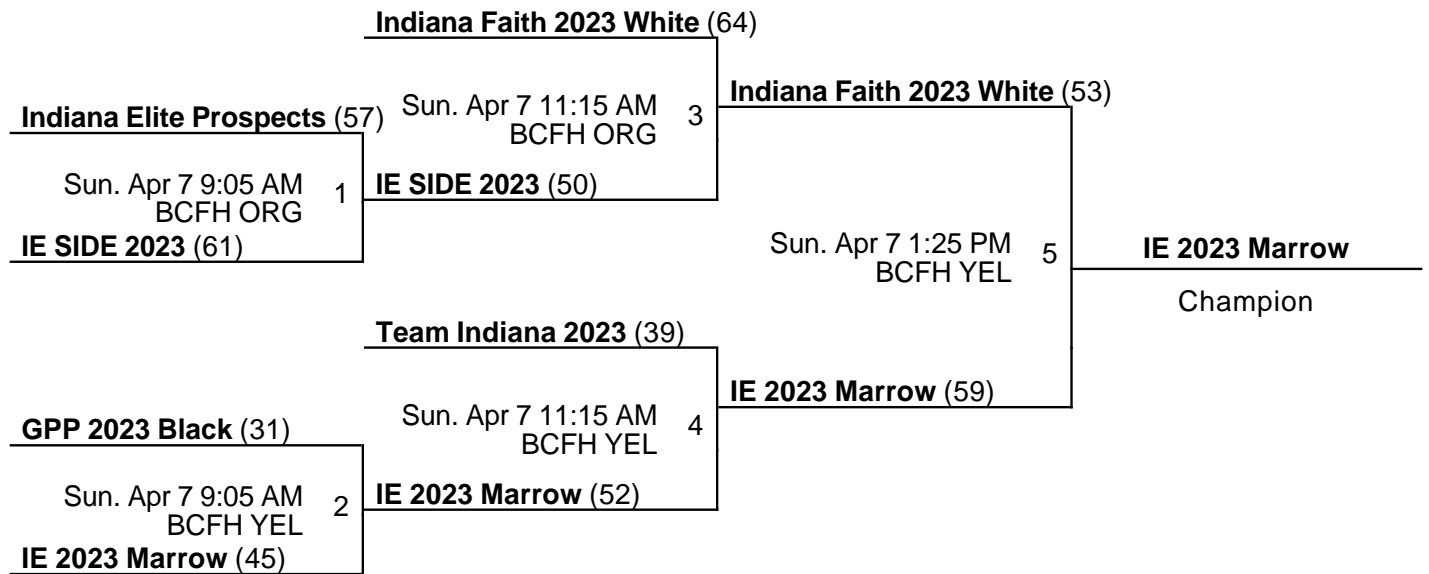 Indiana Faith 2023 White (64)
Sun. Apr 7 11:15 AM
BCFH ORG
3
Indiana Faith 2023 White (53)
Indiana Elite Prospects (57)
Sun. Apr 7 9:05 AM
BCFH ORG
1
IE SIDE 2023 (50)
IE SIDE 2023 (61)
Sun. Apr 7 1:25 PM
BCFH YEL
5
IE 2023 Marrow
Champion
Team Indiana 2023 (39)
Sun. Apr 7 11:15 AM
BCFH YEL
4
IE 2023 Marrow (59)
GPP 2023 Black (31)
Sun. Apr 7 9:05 AM
BCFH YEL
2
IE 2023 Marrow (52)
IE 2023 Marrow (45)